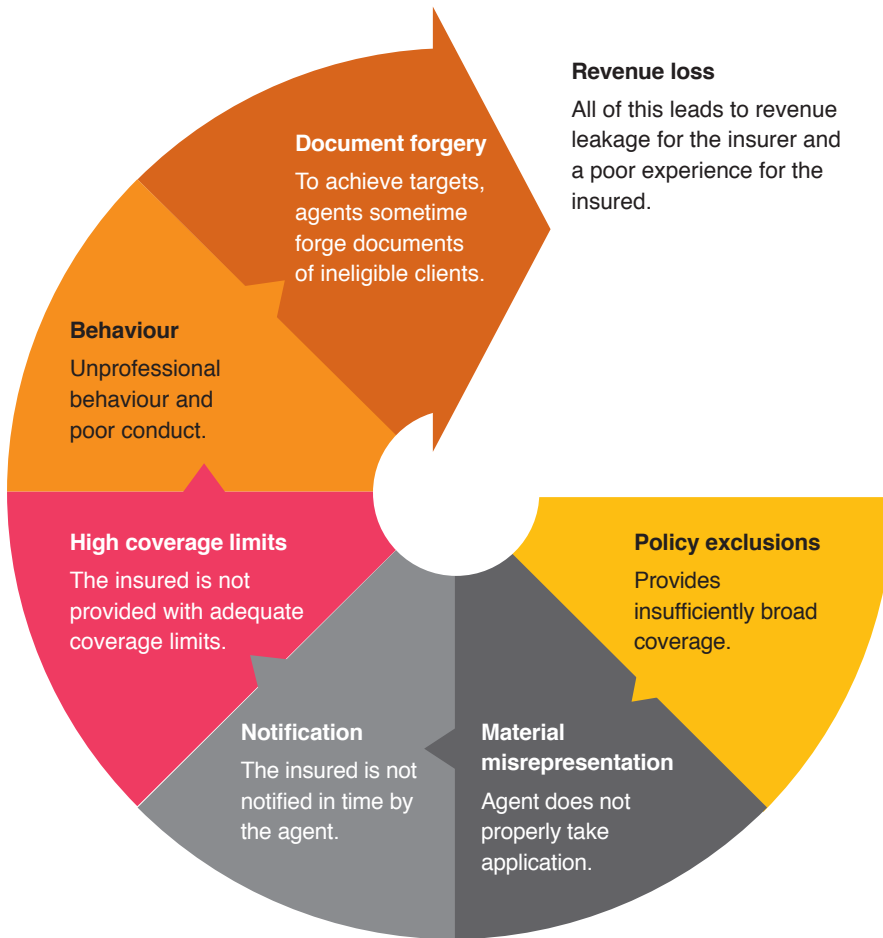 Revenue loss
All of this leads to revenue
leakage for the insurer and
a poor experience for the
insured.
Document forgery
To achieve targets,
agents sometime
forge documents
of ineligible clients.
Behaviour
Unprofessional
behaviour and
poor conduct.
High coverage limits
The insured is not
provided with adequate
coverage limits.
Notification
The insured is not
notified in time by
the agent.
Material
misrepresentation
Agent does not
properly take
application.
Policy exclusions
Provides
insufficiently broad
coverage.